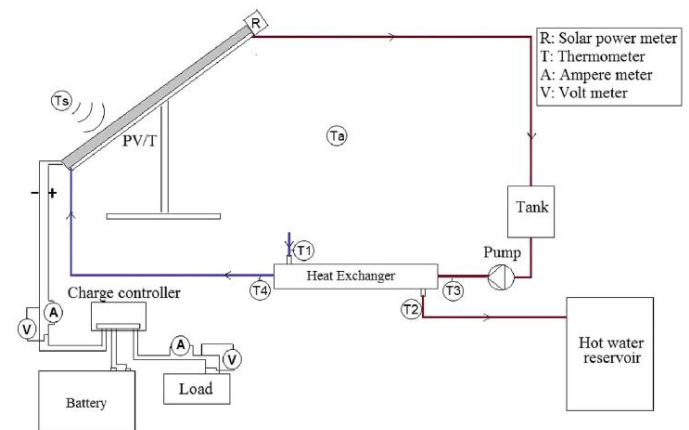 R
R: Solar power meter
T: Thermometer
A: Ampere meter
V: Volt meter
Ts
PV/T
Ta
− +
Tank
T1
Pump
Heat Exchanger
T4
T3
T2
Charge controller
A
V
A
V
Load
Battery
Hot water
reservoir